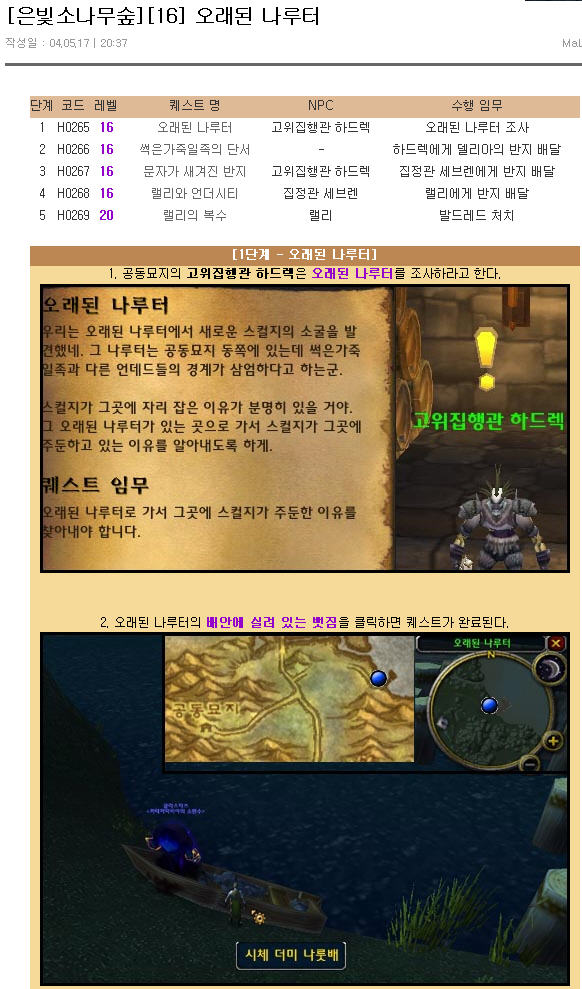 [은빛소나무숲][16] 오래된 나루터
작성일 : 04.05.17 | 20:37
MaL
단계 코드 레벨 퀘스트 명 NPC 수행 임무
1 H0265 16 오래된 나루터 고위집행관 하드렉 오래된 나루터 조사
2 H0266 16 썩은가죽일족의 단서 - 하드렉에게 델리아의 반지 배달
3 H0267 16 문자가 새겨진 반지 고위집행관 하드렉 집정관 세브렌에게 반지 배달
4 H0268 16 랠리와 언더시티 집정관 세브렌 랠리에게 반지 배달
5 H0269 20 랠리의 복수 랠리 발드레드 처치
[1단계 - 오래된 나루터]
1. 공동묘지의 고위집행관 하드렉은 오래된 나루터를 조사하라고 한다.
오래된 나루터
우리는 오래된 나루터에서 새로운 스컬지의 소굴을 발
견했네. 그 나루터는 공동묘지 동쪽에 있는데 썩은가죽
일족과 다른 언데드들의 경계가 삼엄하다고 하는군.
스컬지가 그곳에 자리 잡은 이유가 분명히 있을 거야.
그 오래된 나루터가 있는 곳으로 가서 스컬지가 그곳에
주둔하고 있는 이유를 알아내도록 하게.
퀘스트 임무
오래된 나루터로 가서 그곳에 스컬지가 주둔한 이유를
찾아내야 합니다.
고위집행관 하드렉
2. 오래된 나루터의 배안에 실려 있는 뱃짐을 클릭하면 퀘스트가 완료된다.
오래된 나루터
N
공동묘지
시체 더미 나룻배